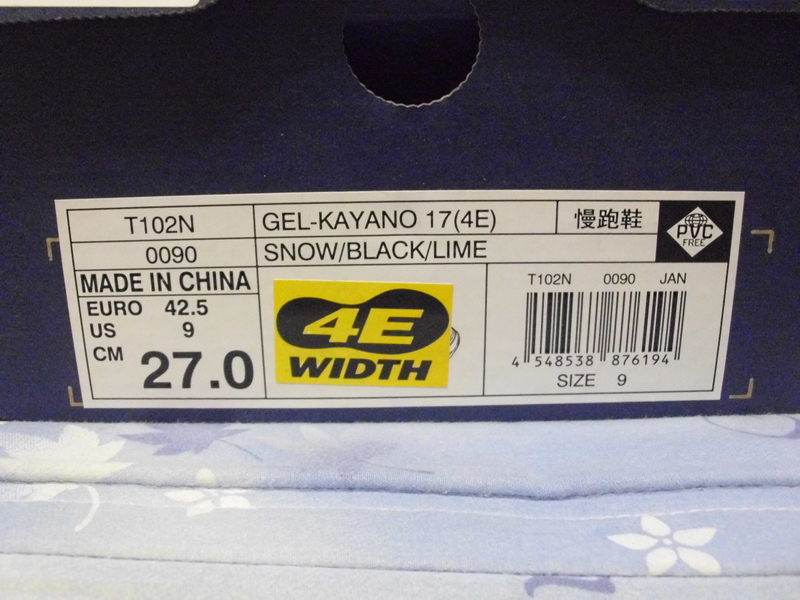 T102N GEL-KAYANO 17(4E) 慢跑鞋
PVC
FREE
0090 SNOW/BLACK/LIME
MADE IN CHINA
EURO 42.5
US 9
CM 27.0
4E
WIDTH
T102N 0090 JAN
4 548538 876194
SIZE 9